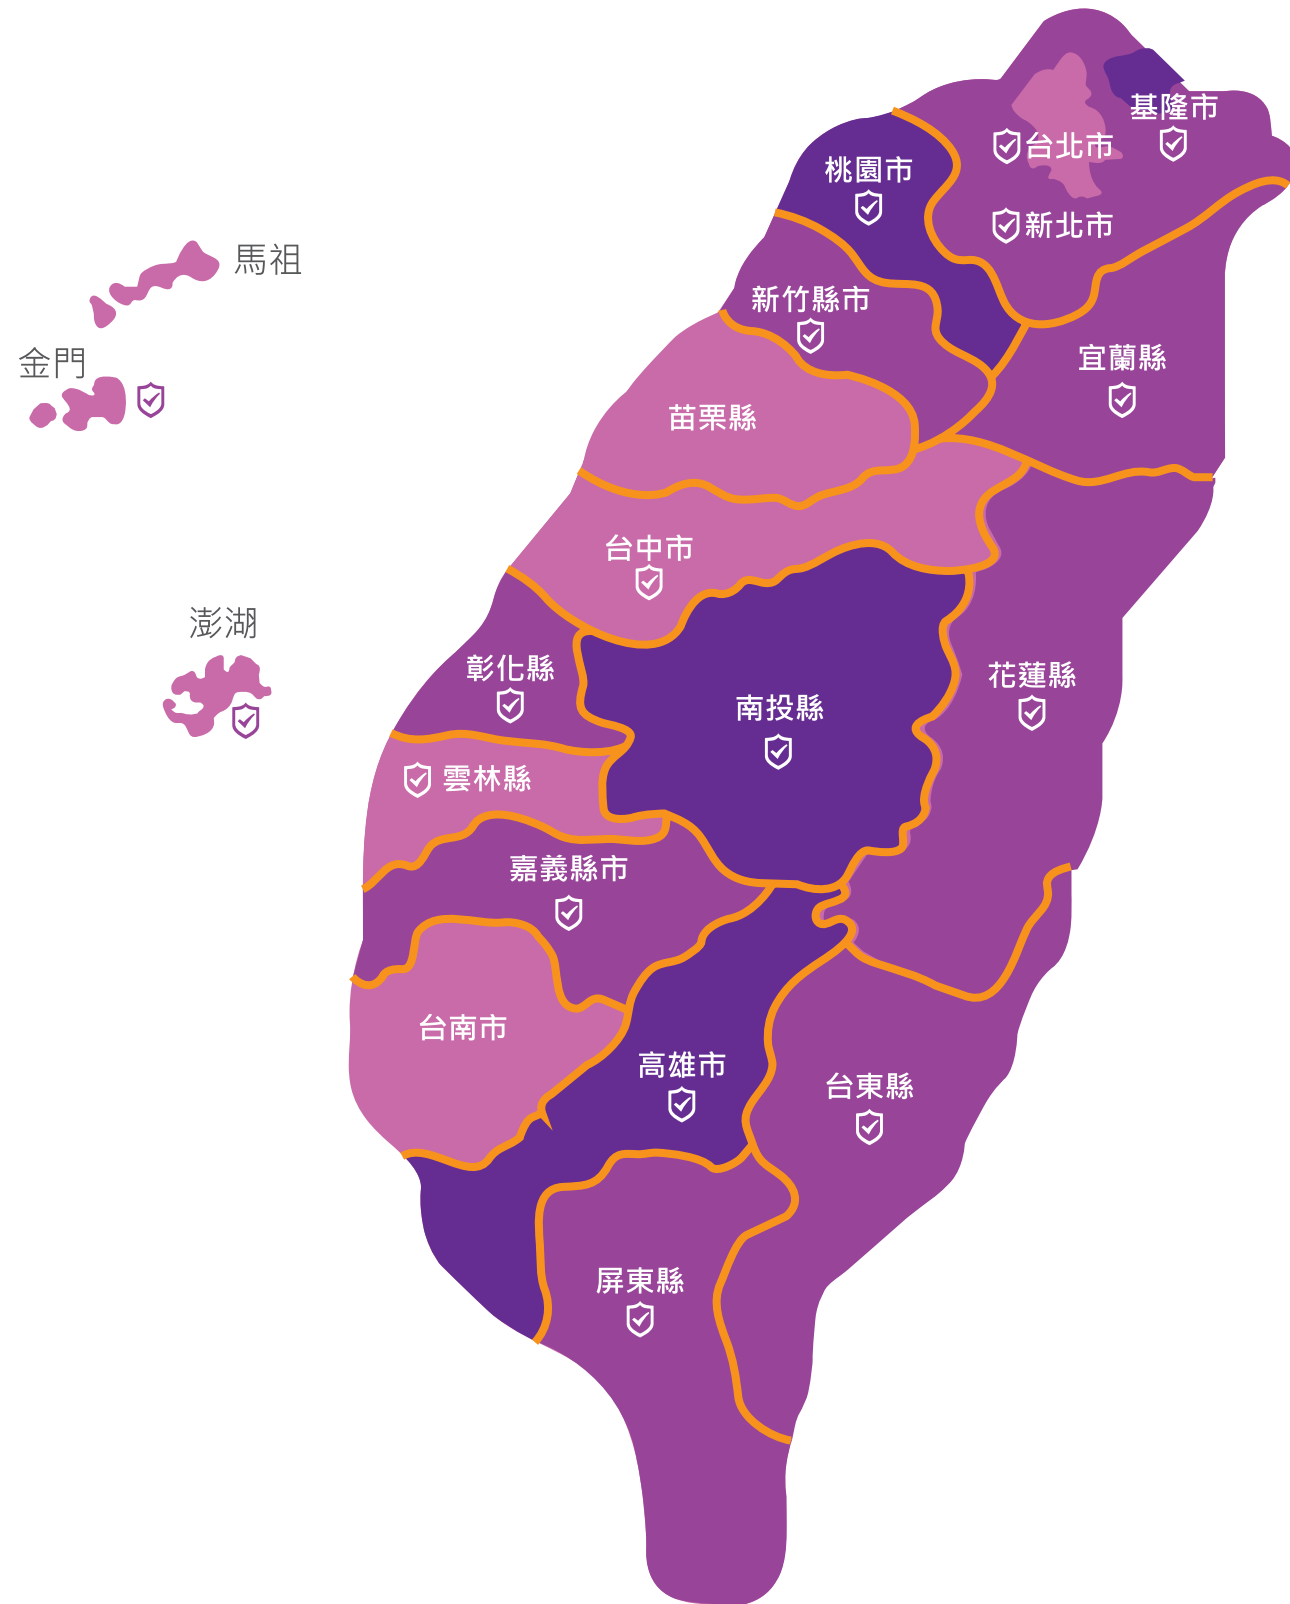 基隆市
台北市
桃園市
新北市
馬祖
新竹縣市
宜蘭縣
金門
苗栗縣
台中市
澎湖
彰化縣
花蓮縣
南投縣
雲林縣
嘉義縣市
台南市
高雄市
台東縣
屏東縣